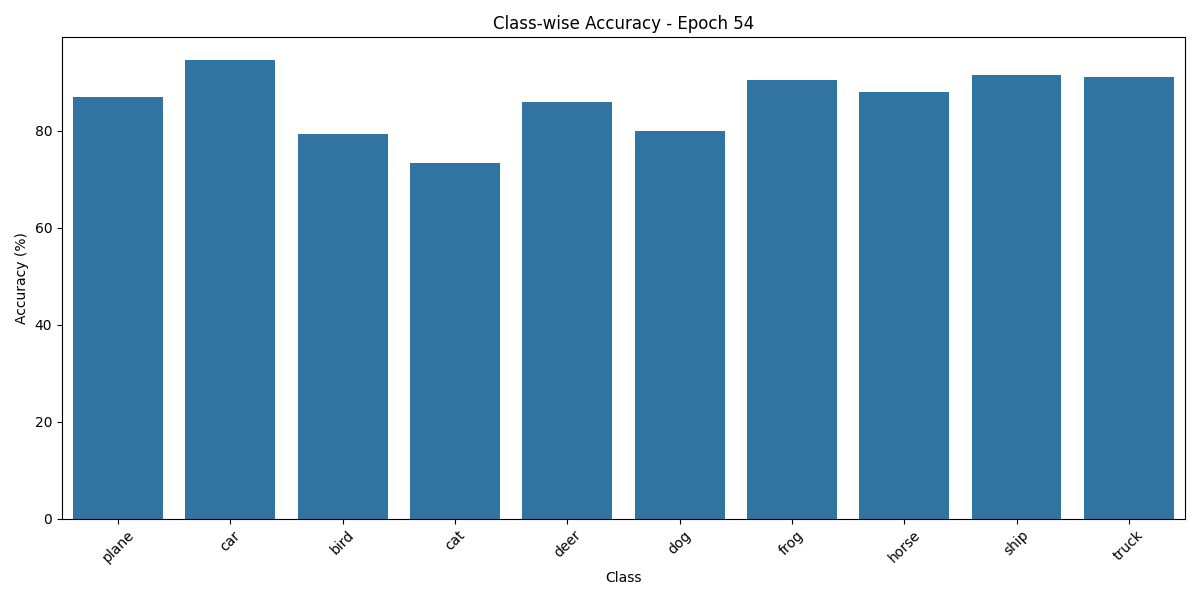 Class-wise Accuracy - Epoch 54
Accuracy (%)
80
60
40
20
0
plane car bird cat deer dog frog horse ship truck
Class